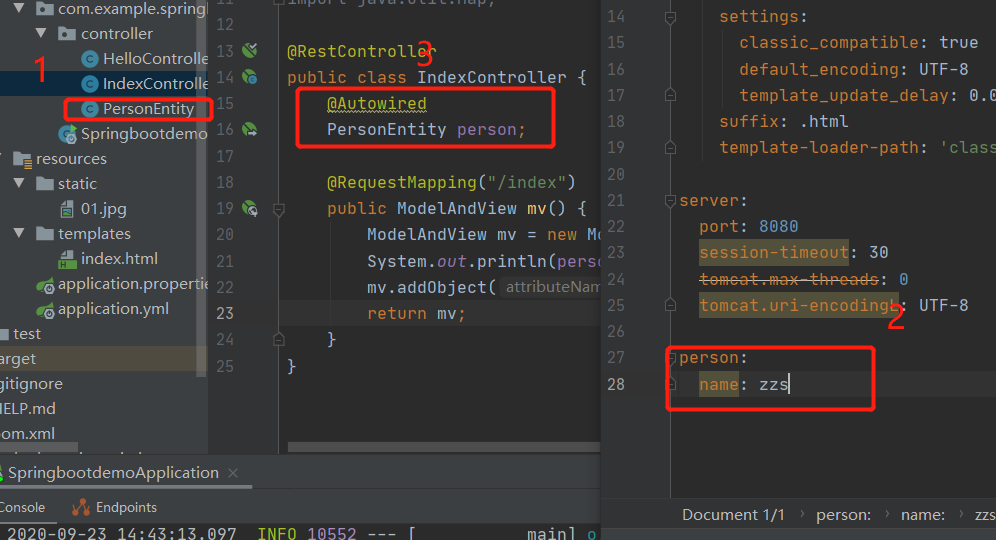 com.example.spring
controller
HelloControlle
IndexControlle
PersonEntity
Springbootdemo
resources
static
01.jpg
templates
index.html
application.propertie
application.yml
test
arget
gitignore
HELP.md
om.xml
1
11 import java.util.Map;
12
13 @RestController
14 public class IndexController {
15 @Autowired
16 PersonEntity person;
17
18 @RequestMapping("/index")
19 public ModelAndView mv() {
20 ModelAndView mv = new Mo
21 System.out.println(perso
22 mv.addObject( attributeNam
23 return mv;
24 }
25 }
3
14 settings:
15 classic_compatible: true
16 default_encoding: UTF-8
17 template_update_delay: 0.0
18 suffix: .html
19 template-loader-path: 'class
20
21 server:
22 port: 8080
23 session-timeout: 30
24 tomcat.max-threads: 0
25 tomcat.uri-encoding: UTF-8
26
27 person:
28 name: zzs
2
SpringbootdemoApplication ×
Console Endpoints
2020-09-23 14:43:13.097 INFO 10552 --- [ main] o
Document 1/1 › person: › name: › zzs